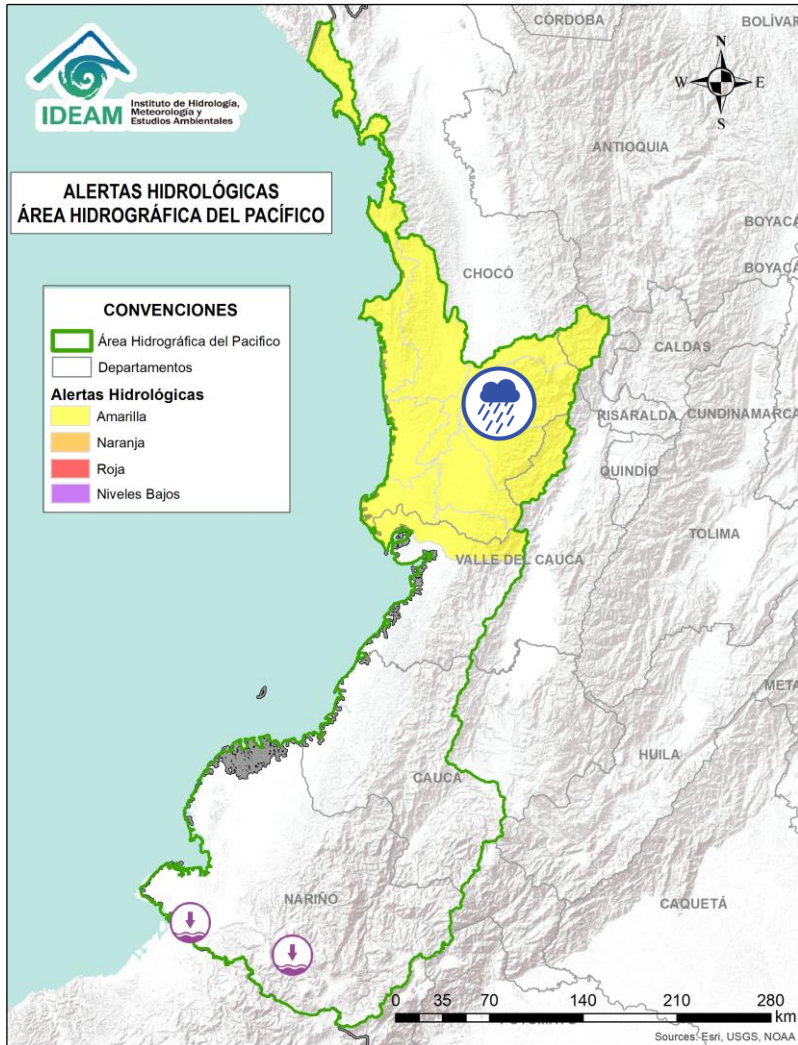 IDEAM
Instituto de Hidrología,
Meteorología y
Estudios Ambientales
ALERTAS HIDROLÓGICAS
ÁREA HIDROGRÁFICA DEL PACÍFICO
CONVENCIONES
Área Hidrográfica del Pacifico
Departamentos
Alertas Hidrológicas
Amarilla
Naranja
Roja
Niveles Bajos
CÓRDOBA
BOLÍVAR
N
W E
S
ANTIOQUIA
BOYACÁ
CHOCÓ
BOYACÁ
CALDAS
RISARALDA
CUNDINAMARCA
QUINDÍO
TOLIMA
VALLE DEL CAUCA
META
HUILA
CAUCA
NARIÑO
CAQUETÁ
0 35 70 140 210 280
km
Sources: Esri, USGS, NOAA